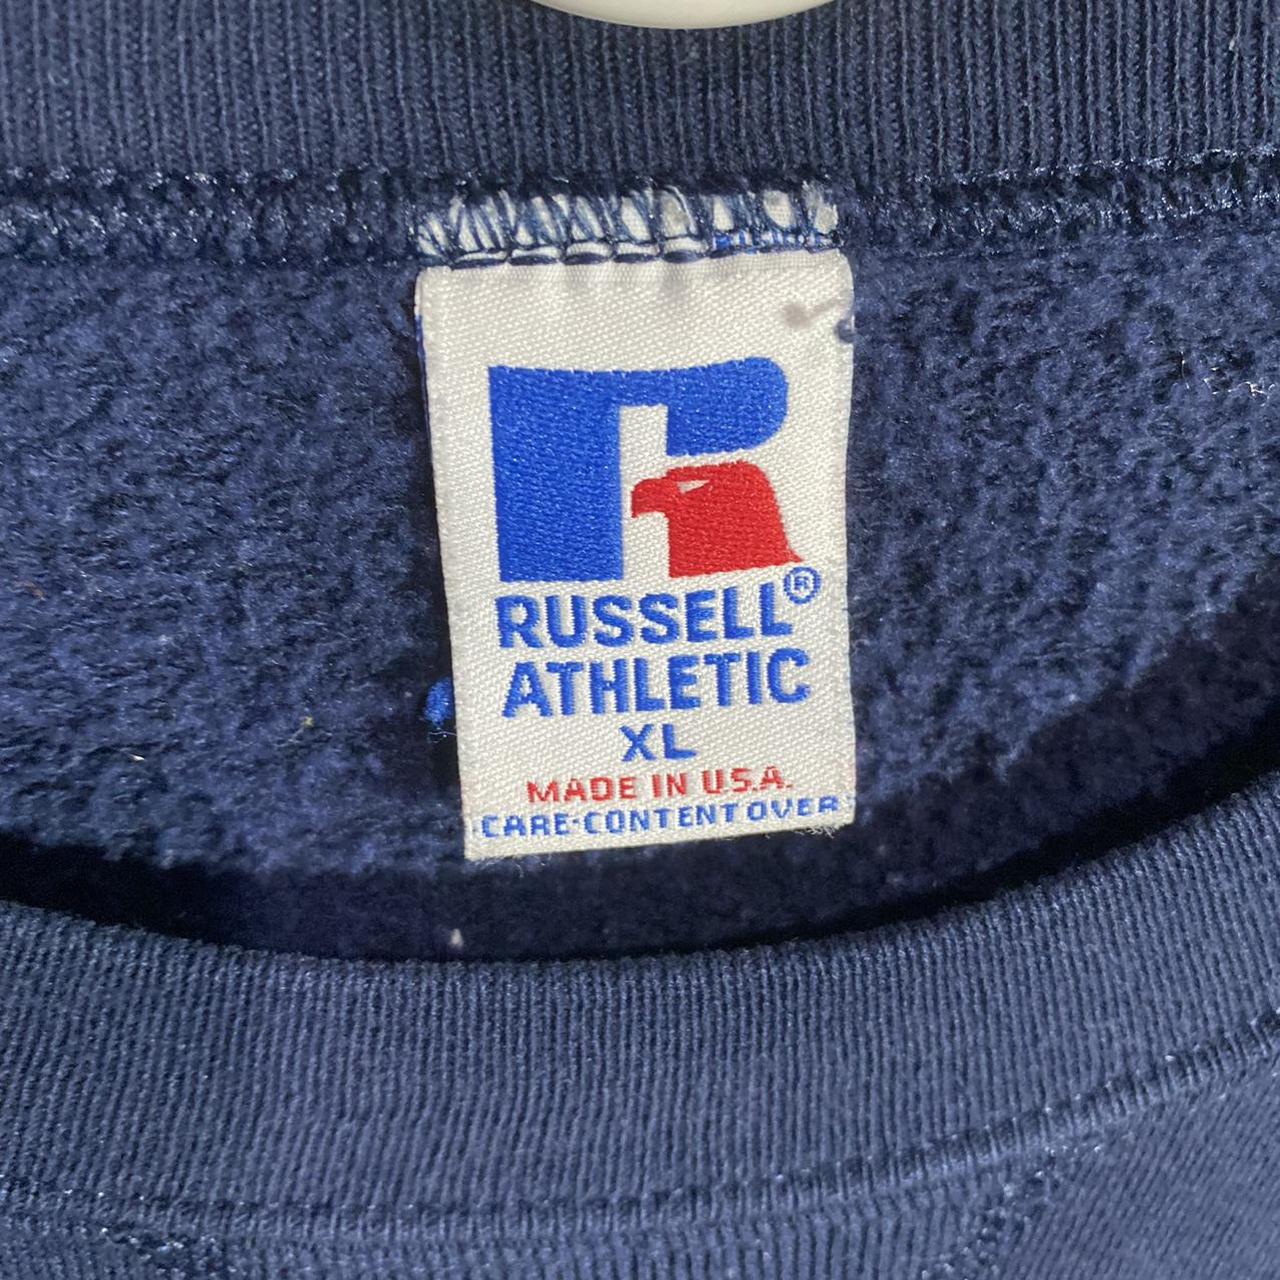 RUSSELL®
ATHLETIC
XL
MADE IN U.S.A.
CARE-CONTENT OVER